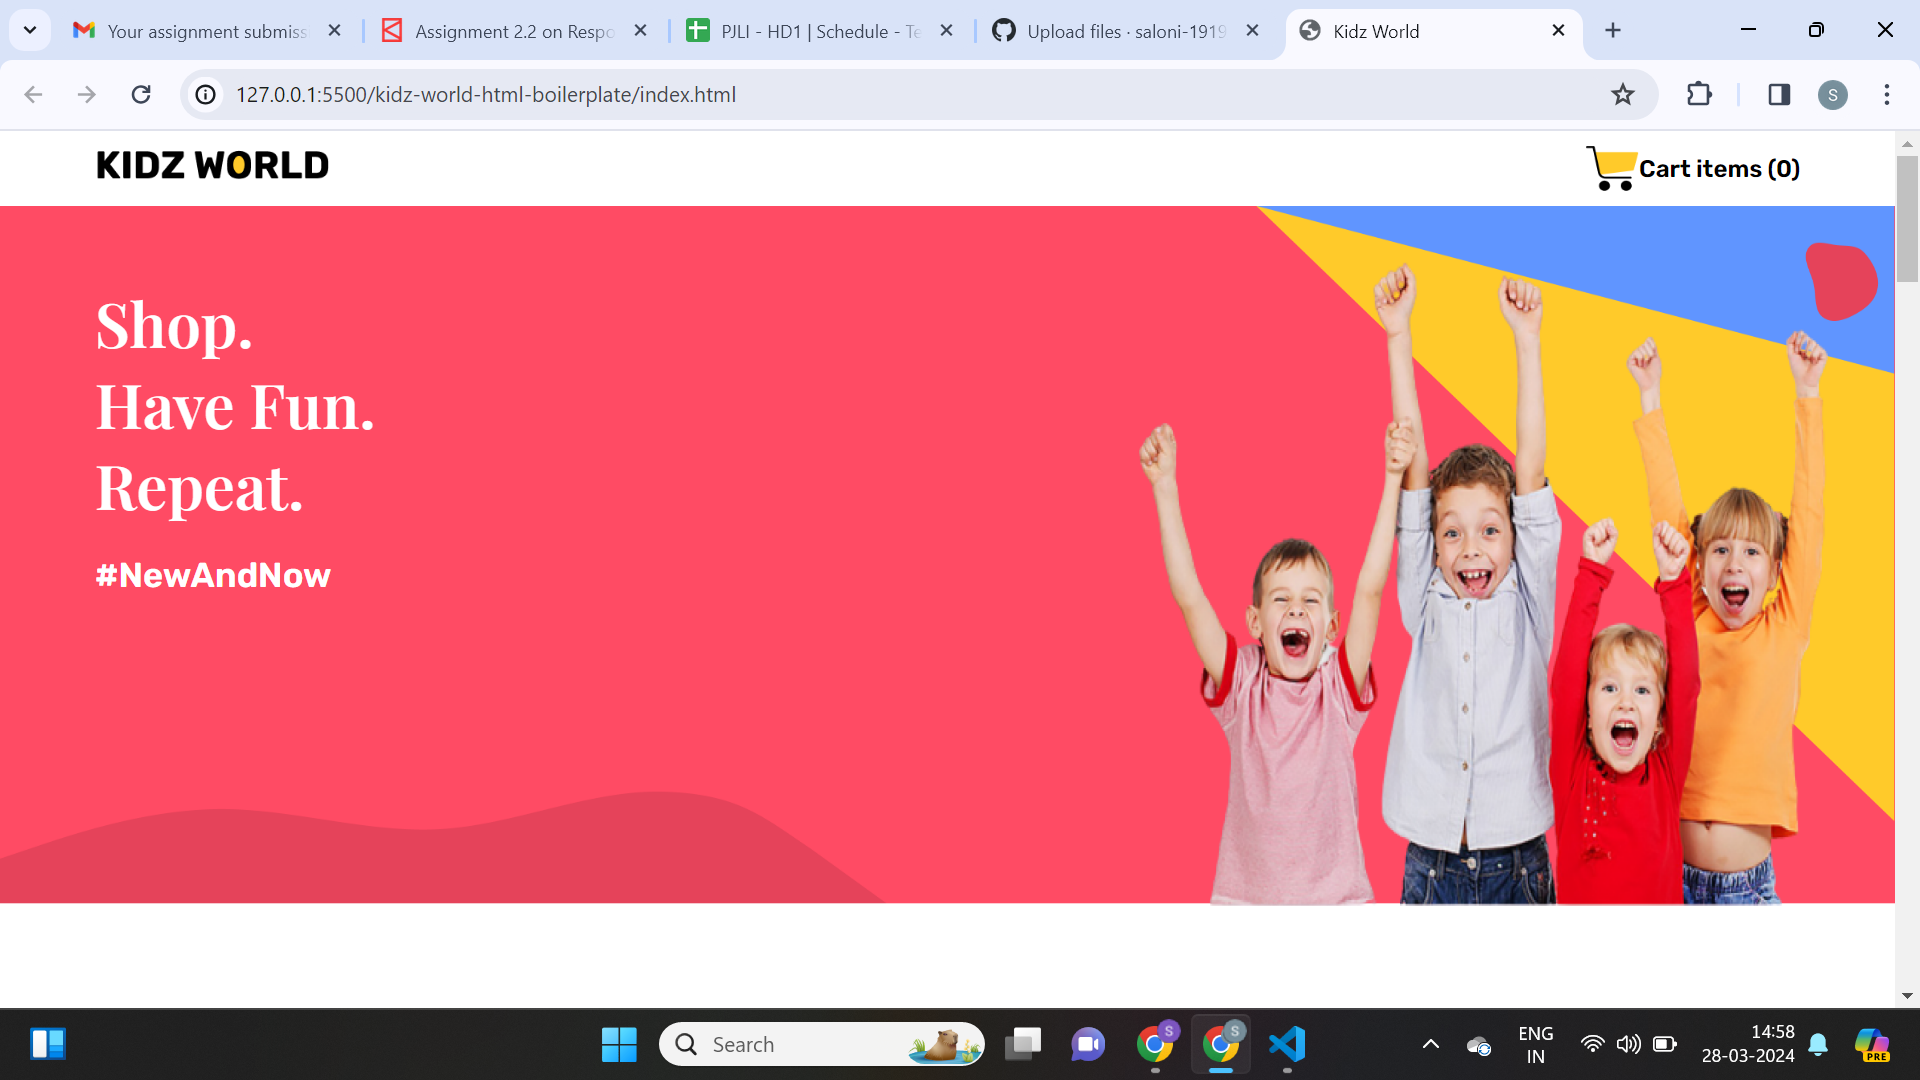 Your assignment submiss
Assignment 2.2 on Respo
PJLI - HD1 | Schedule - Te
Upload files · saloni-1919
Kidz World
127.0.0.1:5500/kidz-world-html-boilerplate/index.html
S
KIDZ WORLD
Cart items (0)
Shop.
Have Fun.
Repeat.
#NewAndNow
Search
S
S
ENG
IN
14:58
28-03-2024
PRE